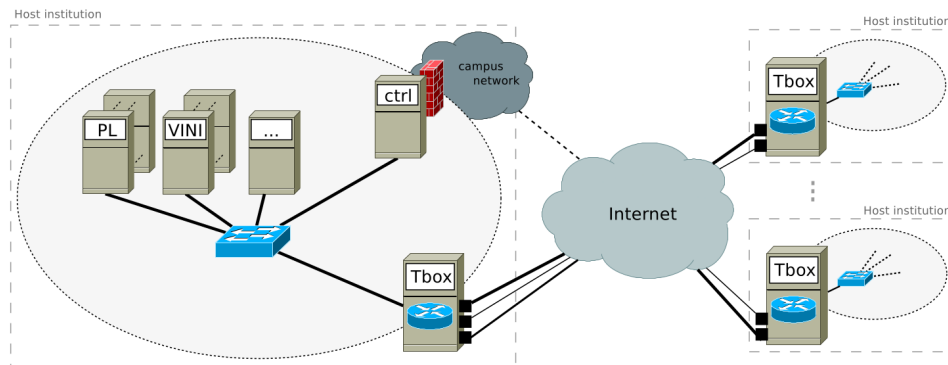 Host institution
Host institution
campus
network
ctrl
Tbox
PL
VINI
...
Internet
Host institution
Tbox
Tbox